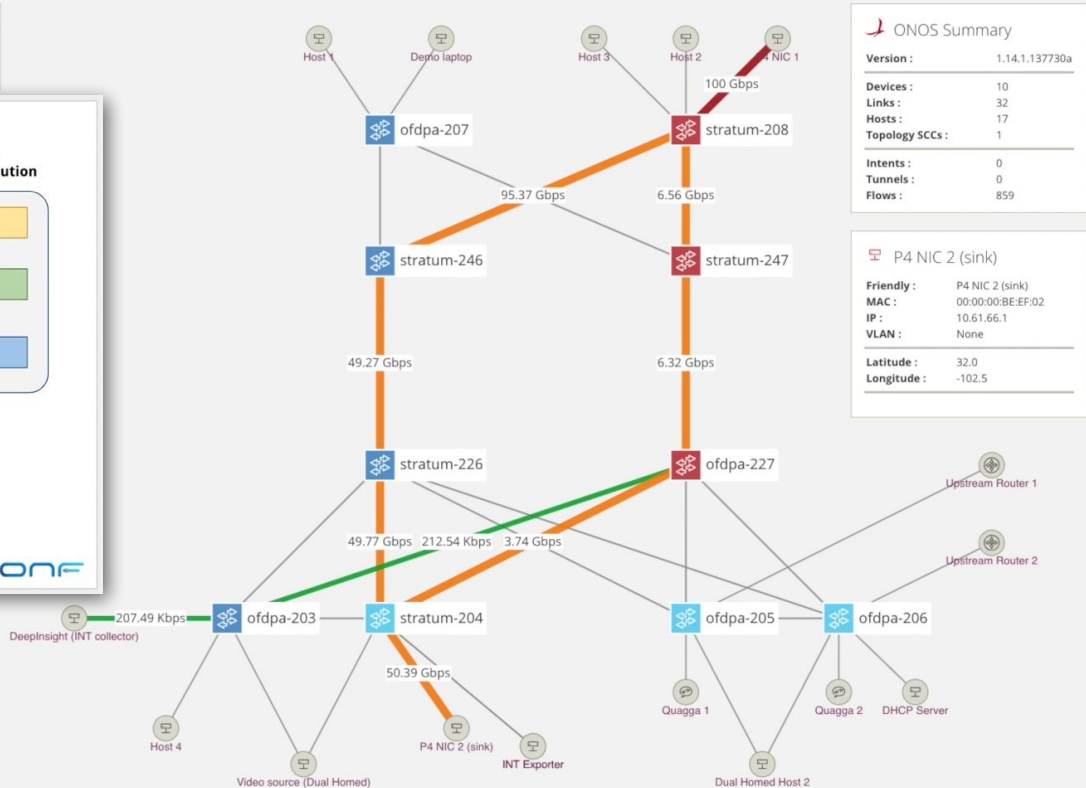 Host 1
Demo laptop
Host 3
Host 2
NIC 1
100 Gbps
ofdpa-207
stratum-208
95.37 Gbps
6.56 Gbps
stratum-246
stratum-247
49.27 Gbps
6.32 Gbps
stratum-226
ofdpa-227
Upstream Router 1
49.77 Gbps
212.54 Kbps
3.74 Gbps
Upstream Router 2
207.49 Kbps
DeepInsight (INT collector)
ofdpa-203
stratum-204
ofdpa-205
ofdpa-206
50.39 Gbps
Quagga 1
Quagga 2
DHCP Server
Host 4
P4 NIC 2 (sink)
INT Exporter
Video source (Dual Homed)
Dual Homed Host 2
ONOS Summary
Version : 1.14.1.137730a
Devices : 10
Links : 32
Hosts : 17
Topology SCCs : 1
Intents : 0
Tunnels : 0
Flows : 859
P4 NIC 2 (sink)
Friendly : P4 NIC 2 (sink)
MAC : 00:00:00:BE:EF:02
IP : 10.61.66.1
VLAN : None
Latitude : 32.0
Longitude : -102.5
ution
ONF